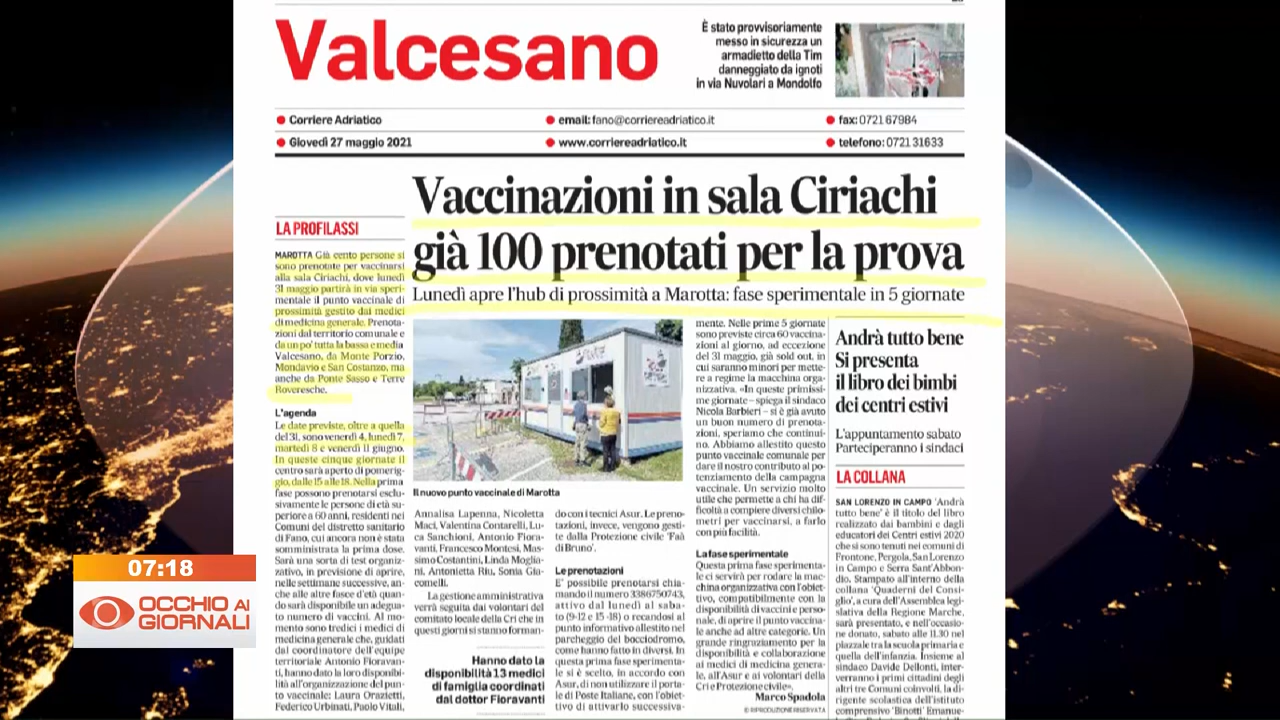 Valcesano
È stato provvisoriamente
messo in sicurezza un
armadietto della Tim
danneggiato da ignoti
in via Nuvolari a Mondolfo
Corriere Adriatico
email: fano@corriereadriatico.it
fax: 0721 67984
Giovedì 27 maggio 2021
www.corriereadriatico.it
telefono: 0721 31633
Vaccinazioni in sala Ciriachi
già 100 prenotati per la prova
Lunedì apre l'hub di prossimità a Marotta: fase sperimentale in 5 giornate
LA PROFILASSI
MAROTTA Già cento persone si
sono prenotate per vaccinarsi
alla sala Ciriachi, dove lunedì
31 maggio partirà in via speri-
mentale il punto vaccinale di
prossimità gestito dai medici
di medicina generale. Prenota-
zioni dal territorio comunale e
da un po' tutta la bassa e media
Valcesano, da Monte Porzio,
Mondavio e San Costanzo, ma
anche da Ponte Sasso e Terre
Roveresche.
L'agenda
Le date previste, oltre a quella
del 31, sono venerdì 4, lunedì 7,
martedì 8 e venerdì 11 giugno.
In queste cinque giornate il
centro sarà aperto di pomerig-
gio, dalle 15 alle 18. Nella prima
fase possono prenotarsi esclu-
sivamente le persone di età su-
periore a 60 anni, residenti nei
Comuni del distretto sanitario
di Fano, cui ancora non è stata
somministrata la prima dose.
Sarà una sorta di test organiz-
zativo, in previsione di aprire,
nelle settimane successive, an-
che alle altre fasce d'età quan-
do sarà disponibile un adegua-
to numero di vaccini. Al mo-
mento sono tredici i medici di
medicina generale che, guidati
dal coordinatore dell'equipe
territoriale Antonio Fioravan-
ti, hanno dato la loro disponibi-
lità all'organizzazione del pun-
to vaccinale: Laura Orazietti,
Federico Urbinati, Paolo Vitali,
Il nuovo punto vaccinale di Marotta
Annalisa Lapenna, Nicoletta
Maci, Valentina Contarelli, Lu-
ca Sanchioni, Antonio Fiora-
vanti, Francesco Montesi, Mas-
simo Costantini, Linda Moglia-
ni, Antonietta Riu, Sonia Gia-
comelli.
La gestione amministrativa
verrà seguita dai volontari del
comitato locale della Cri che in
questi giorni si stanno forman-
Hanno dato la
disponibilità 13 medici
di famiglia coordinati
dal dottor Fioravanti
do con i tecnici Asur. Le preno-
tazioni, invece, vengono gesti-
te dalla Protezione civile 'Faà
di Bruno'.
Le prenotazioni
E' possibile prenotarsi chia-
mando il numero 3386750743,
attivo dal lunedì al saba-
to (9-12 e 15-18) o recandosi al
punto informativo allestito nel
parcheggio del bocciodromo,
come hanno fatto in diversi. In
questa prima fase sperimenta-
le si è scelto, in accordo con
Asur, di non utilizzare il porta-
le di Poste Italiane, con l'obiet-
tivo di attivarlo successiva-
mente. Nelle prime 5 giornate
sono previste circa 60 vaccina-
zioni al giorno, ad eccezione
del 31 maggio, già sold out, in
cui saranno minori per mette-
re a regime la macchina orga-
nizzativa. «In queste primissi-
me giornate – spiega il sindaco
Nicola Barbieri – si è già avuto
un buon numero di prenota-
zioni, speriamo che continui-
no. Abbiamo allestito questo
punto vaccinale comunale per
dare il nostro contributo al po-
tenziamento della campagna
vaccinale. Un servizio molto
utile che permette a chi ha dif-
ficoltà a compiere diversi chilo-
metri per vaccinarsi, a farlo
con più facilità.
La fase sperimentale
Questa prima fase sperimenta-
le ci servirà per rodare la mac-
china organizzativa con l'obiet-
tivo, compatibilmente con la
disponibilità di vaccini e perso-
nale, di aprire il punto vaccina-
le anche ad altre categorie. Un
grande ringraziamento per la
disponibilità e collaborazione
ai medici di medicina genera-
le, all'Asur e ai volontari della
Cri e Protezione civile».
Marco Spadola
© RIPRODUZIONE RISERVATA
Andrà tutto bene
Si presenta
il libro dei bimbi
dei centri estivi
L'appuntamento sabato
Parteciperanno i sindaci
LA COLLANA
SAN LORENZO IN CAMPO 'Andrà
tutto bene' è il titolo del libro
realizzato dai bambini e dagli
educatori dei Centri estivi 2020
che si sono tenuti nei comuni di
Frontone, Pergola, San Lorenzo
in Campo e Serra Sant'Abbon-
dio. Stampato all'interno della
collana 'Quaderni del Consi-
glio', a cura dell'Assemblea legi-
slativa della Regione Marche,
sarà presentato, e nell'occasio-
ne donato, sabato alle 11.30 nel
piazzale tra la scuola primaria e
quella dell'infanzia. Insieme al
sindaco Davide Dellonti, inter-
verranno i primi cittadini degli
altri tre Comuni coinvolti, la di-
rigente scolastica dell'istituto
comprensivo 'Binotti' Emanue-
07:18
OCCHIO AI
GIORNALI